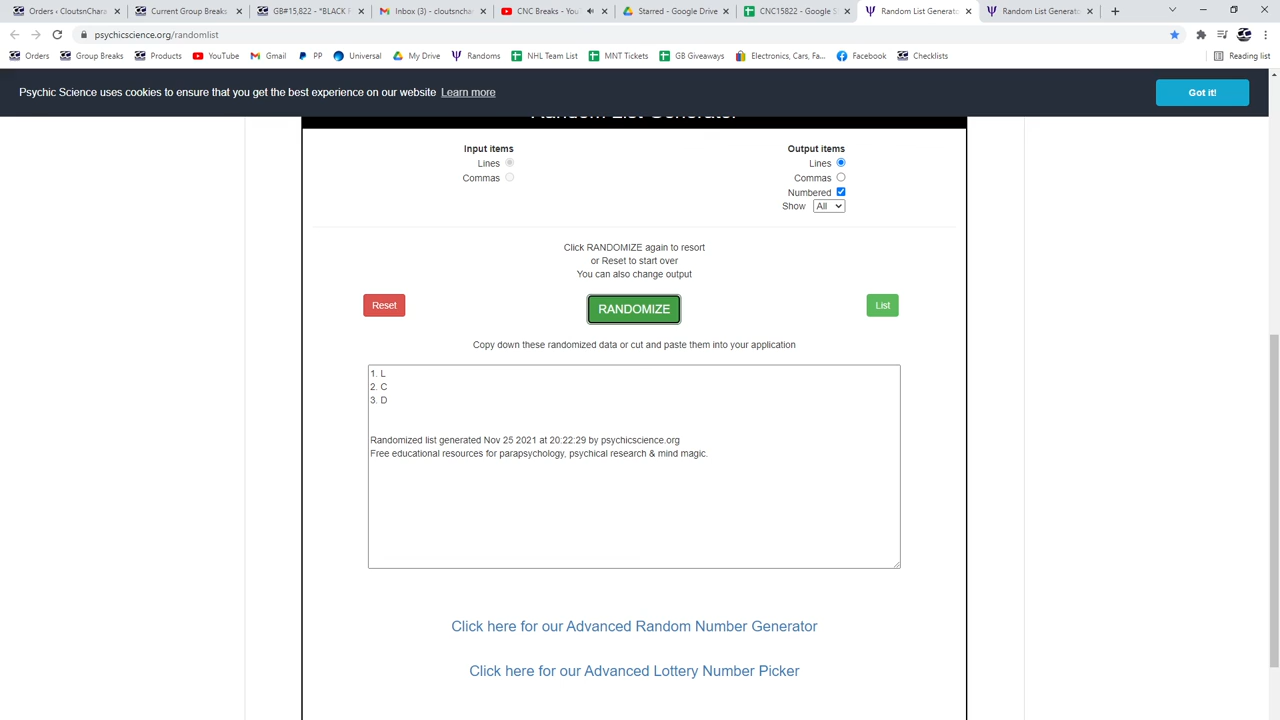 Orders ‹ CloutsnChara
Current Group Breaks
GB#15,822 - *BLACK F
Inbox (3) - cloutsnchar
CNC Breaks - You
Starred - Google Drive
CNC15822 - Google S
Random List Generato
Random List Generato
psychicscience.org/randomlist
Orders
Group Breaks
Products
YouTube
Gmail
PP
Universal
My Drive
Randoms
NHL Team List
MNT Tickets
GB Giveaways
Electronics, Cars, Fa...
Facebook
Checklists
Reading list
Psychic Science uses cookies to ensure that you get the best experience on our website Learn more
Got it!
Random List Generator
Input items
Lines
Commas
Output items
Lines
Commas
Numbered
Show All
Click RANDOMIZE again to resort
or Reset to start over
You can also change output
Reset
RANDOMIZE
List
Copy down these randomized data or cut and paste them into your application
1. L
2. C
3. D
Randomized list generated Nov 25 2021 at 20:22:29 by psychicscience.org
Free educational resources for parapsychology, psychical research & mind magic.
Click here for our Advanced Random Number Generator
Click here for our Advanced Lottery Number Picker